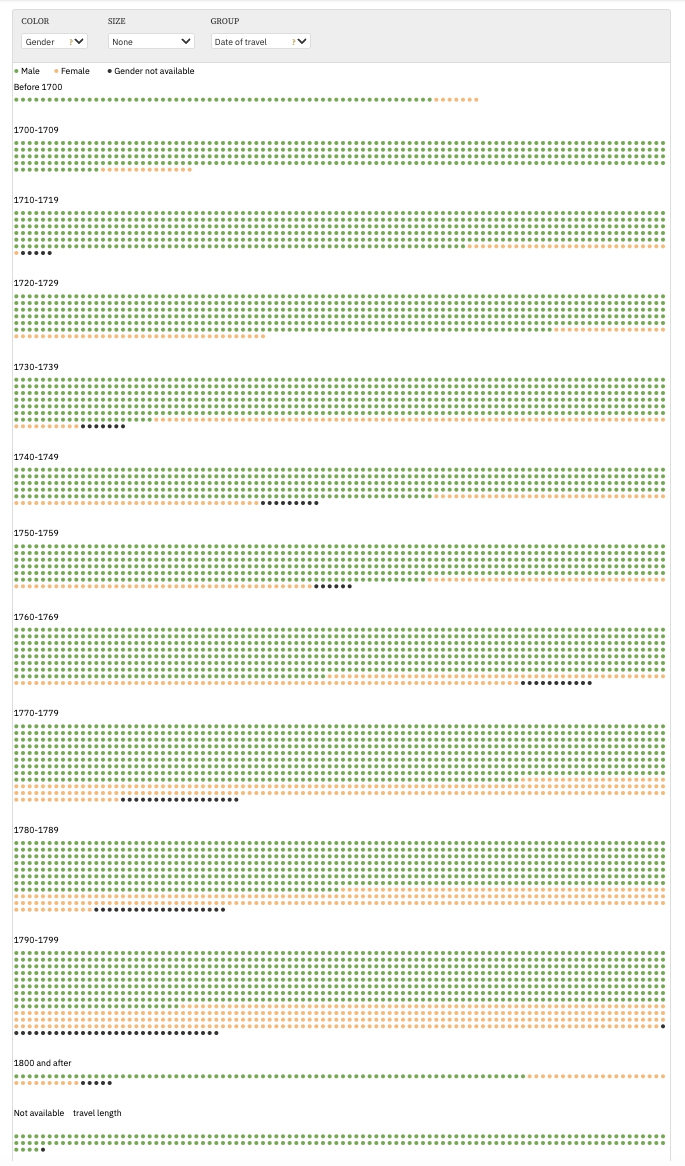 COLOR SIZE GROUP
Gender None Date of travel
Male Female Gender not available
Before 1700
1700-1709
1710-1719
1720-1729
1730-1739
1740-1749
1750-1759
1760-1769
1770-1779
1780-1789
1790-1799
1800 and after
Not available travel length